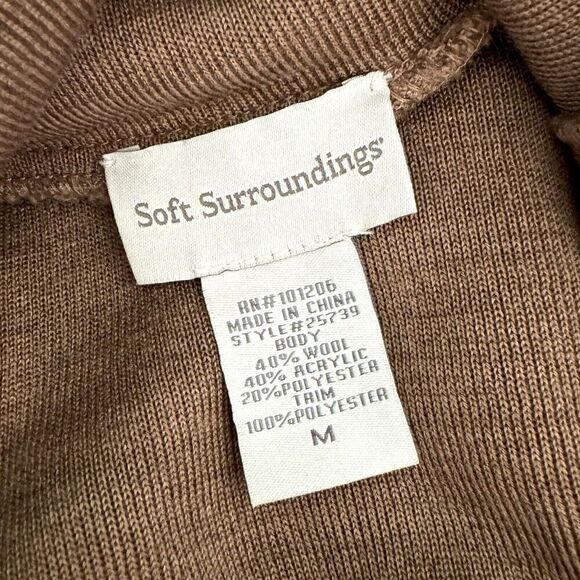 Soft Surroundings
RN#101206
MADE IN CHINA
STYLE#25739
BODY
40% WOOL
40% ACRYLIC
20%POLYESTER
TRIM
100%POLYESTER
M